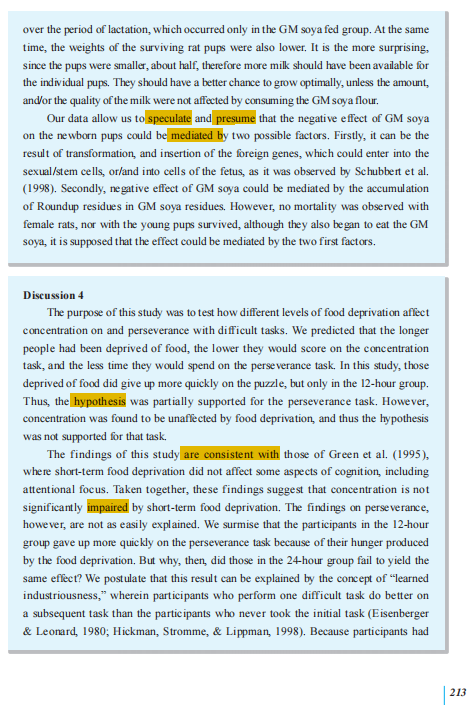 over the period of lactation, which occurred only in the GM soya fed group. At the same
time, the weights of the surviving rat pups were also lower. It is the more surprising,
since the pups were smaller, about half, therefore more milk should have been available for
the individual pups. They should have a better chance to grow optimally, unless the amount,
and/or the quality of the milk were not affected by consuming the GM soya flour.
Our data allow us to speculate and presume that the negative effect of GM soya
on the newborn pups could be mediated by two possible factors. Firstly, it can be the
result of transformation, and insertion of the foreign genes, which could enter into the
sexual/stem cells, or/and into cells of the fetus, as it was observed by Schubbert et al.
(1998). Secondly, negative effect of GM soya could be mediated by the accumulation
of Roundup residues in GM soya residues. However, no mortality was observed with
female rats, nor with the young pups survived, although they also began to eat the GM
soya, it is supposed that the effect could be mediated by the two first factors.
Discussion 4
The purpose of this study was to test how different levels of food deprivation affect
concentration on and perseverance with difficult tasks. We predicted that the longer
people had been deprived of food, the lower they would score on the concentration
task, and the less time they would spend on the perseverance task. In this study, those
deprived of food did give up more quickly on the puzzle, but only in the 12-hour group.
Thus, the hypothesis was partially supported for the perseverance task. However,
concentration was found to be unaffected by food deprivation, and thus the hypothesis
was not supported for that task.
The findings of this study are consistent with those of Green et al. (1995),
where short-term food deprivation did not affect some aspects of cognition, including
attentional focus. Taken together, these findings suggest that concentration is not
significantly impaired by short-term food deprivation. The findings on perseverance,
however, are not as easily explained. We surmise that the participants in the 12-hour
group gave up more quickly on the perseverance task because of their hunger produced
by the food deprivation. But why, then, did those in the 24-hour group fail to yield the
same effect? We postulate that this result can be explained by the concept of “learned
industriousness,” wherein participants who perform one difficult task do better on
a subsequent task than the participants who never took the initial task (Eisenberger
& Leonard, 1980; Hickman, Stromme, & Lippman, 1998). Because participants had
213